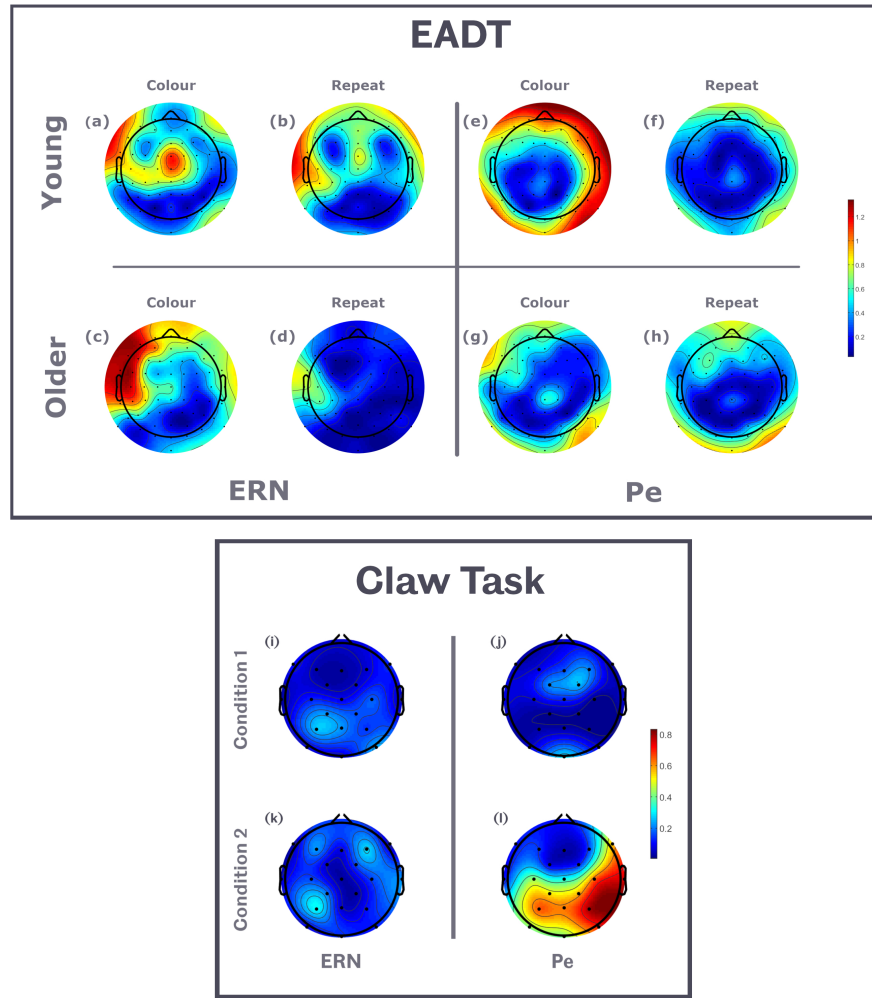 EADT
Colour
Repeat
(a)
(b)
(e)
Colour
(f)
Repeat
Young
1.2
1
0.8
0.6
0.4
0.2
Colour
Repeat
Colour
Repeat
(c)
(d)
(g)
(h)
Older
ERN
Pe
Claw Task
(i)
(j)
Condition 1
0.8
0.6
0.4
0.2
(k)
(l)
Condition 2
ERN
Pe